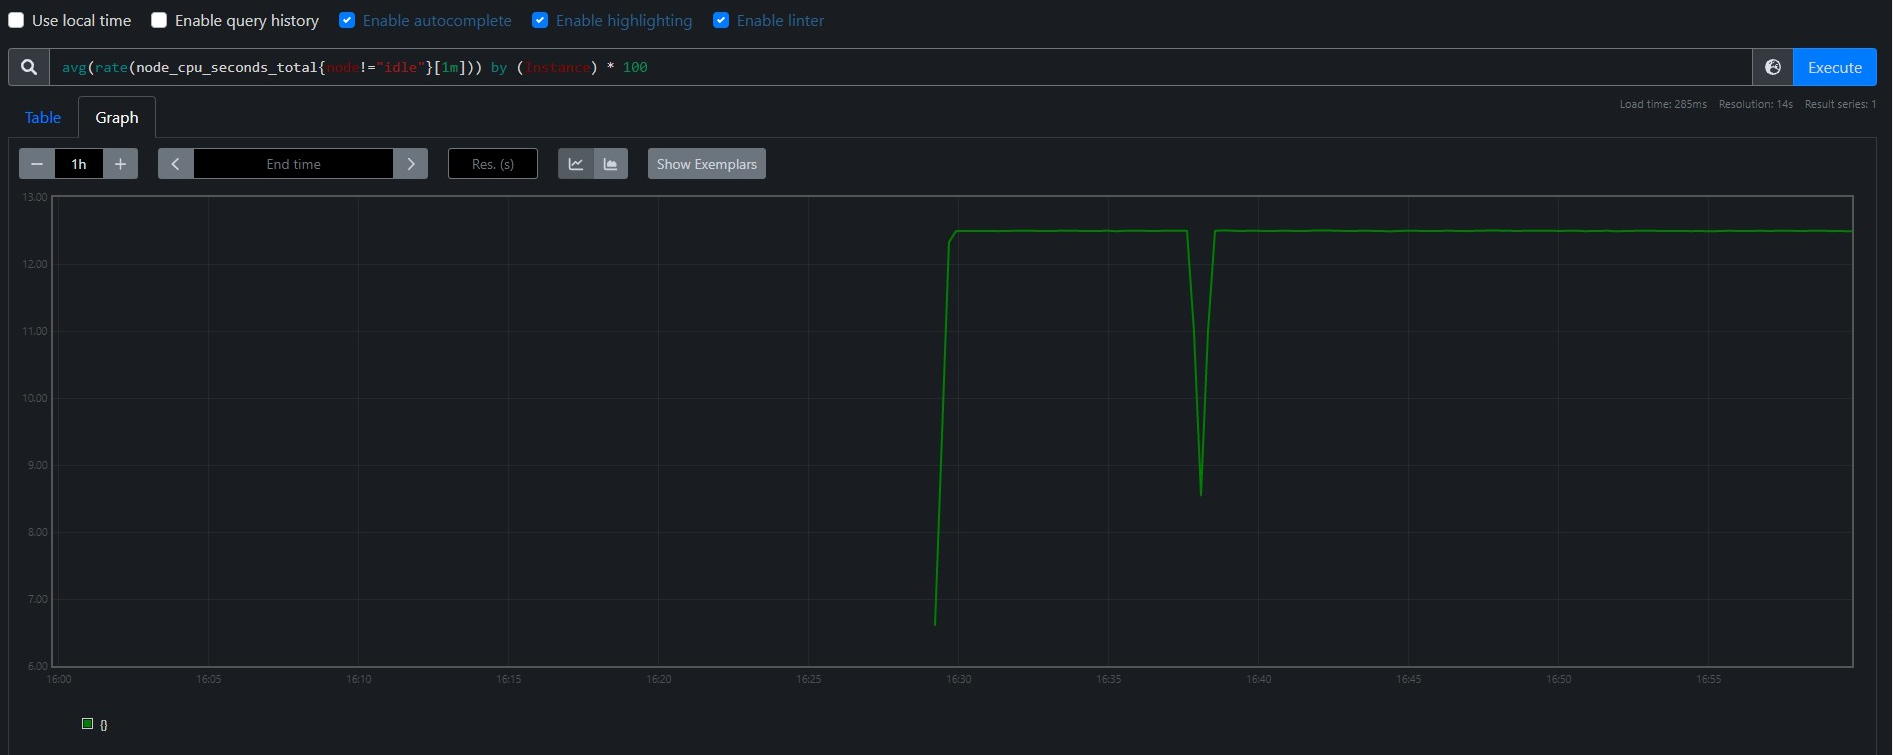 Use local time Enable query history Enable autocomplete Enable highlighting Enable linter
avg(rate(node_cpu_seconds_total{node!="idle"}[1m])) by (Instance) * 100 Execute
Table Graph Load time: 285ms Resolution: 14s Result series: 1
− 1h + End time Res. (s) Show Exemplars
13.00
12.00
11.00
10.00
9.00
8.00
7.00
6.00
16:00 16:05 16:10 16:15 16:20 16:25 16:30 16:35 16:40 16:45 16:50 16:55
{}